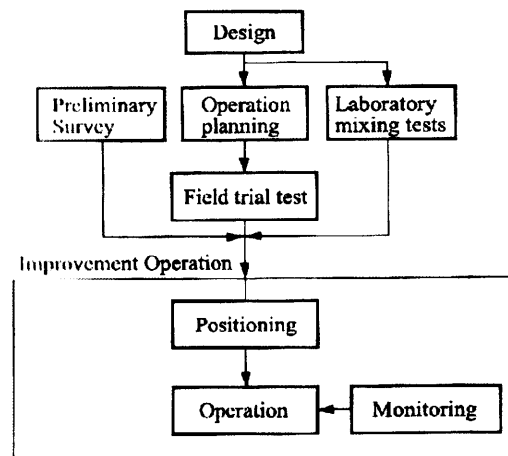 Design
Preliminary
Survey
Operation
planning
Laboratory
mixing tests
Field trial test
Improvement Operation
Positioning
Operation
Monitoring